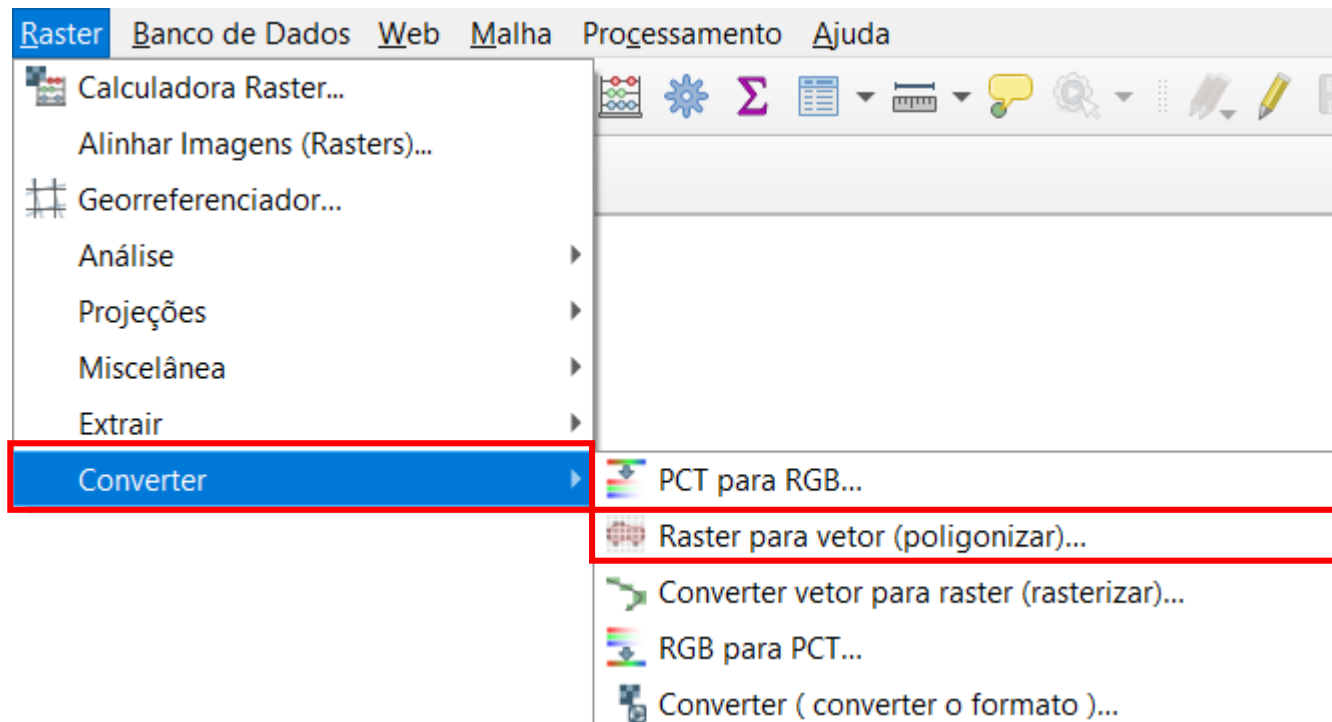 Raster Banco de Dados Web Malha Processamento Ajuda
Calculadora Raster...
Alinhar Imagens (Rasters)...
Georreferenciador...
Análise
Projeções
Miscelânea
Extrair
Converter
PCT para RGB...
Raster para vetor (poligonizar)...
Converter vetor para raster (rasterizar)...
RGB para PCT...
Converter ( converter o formato )...